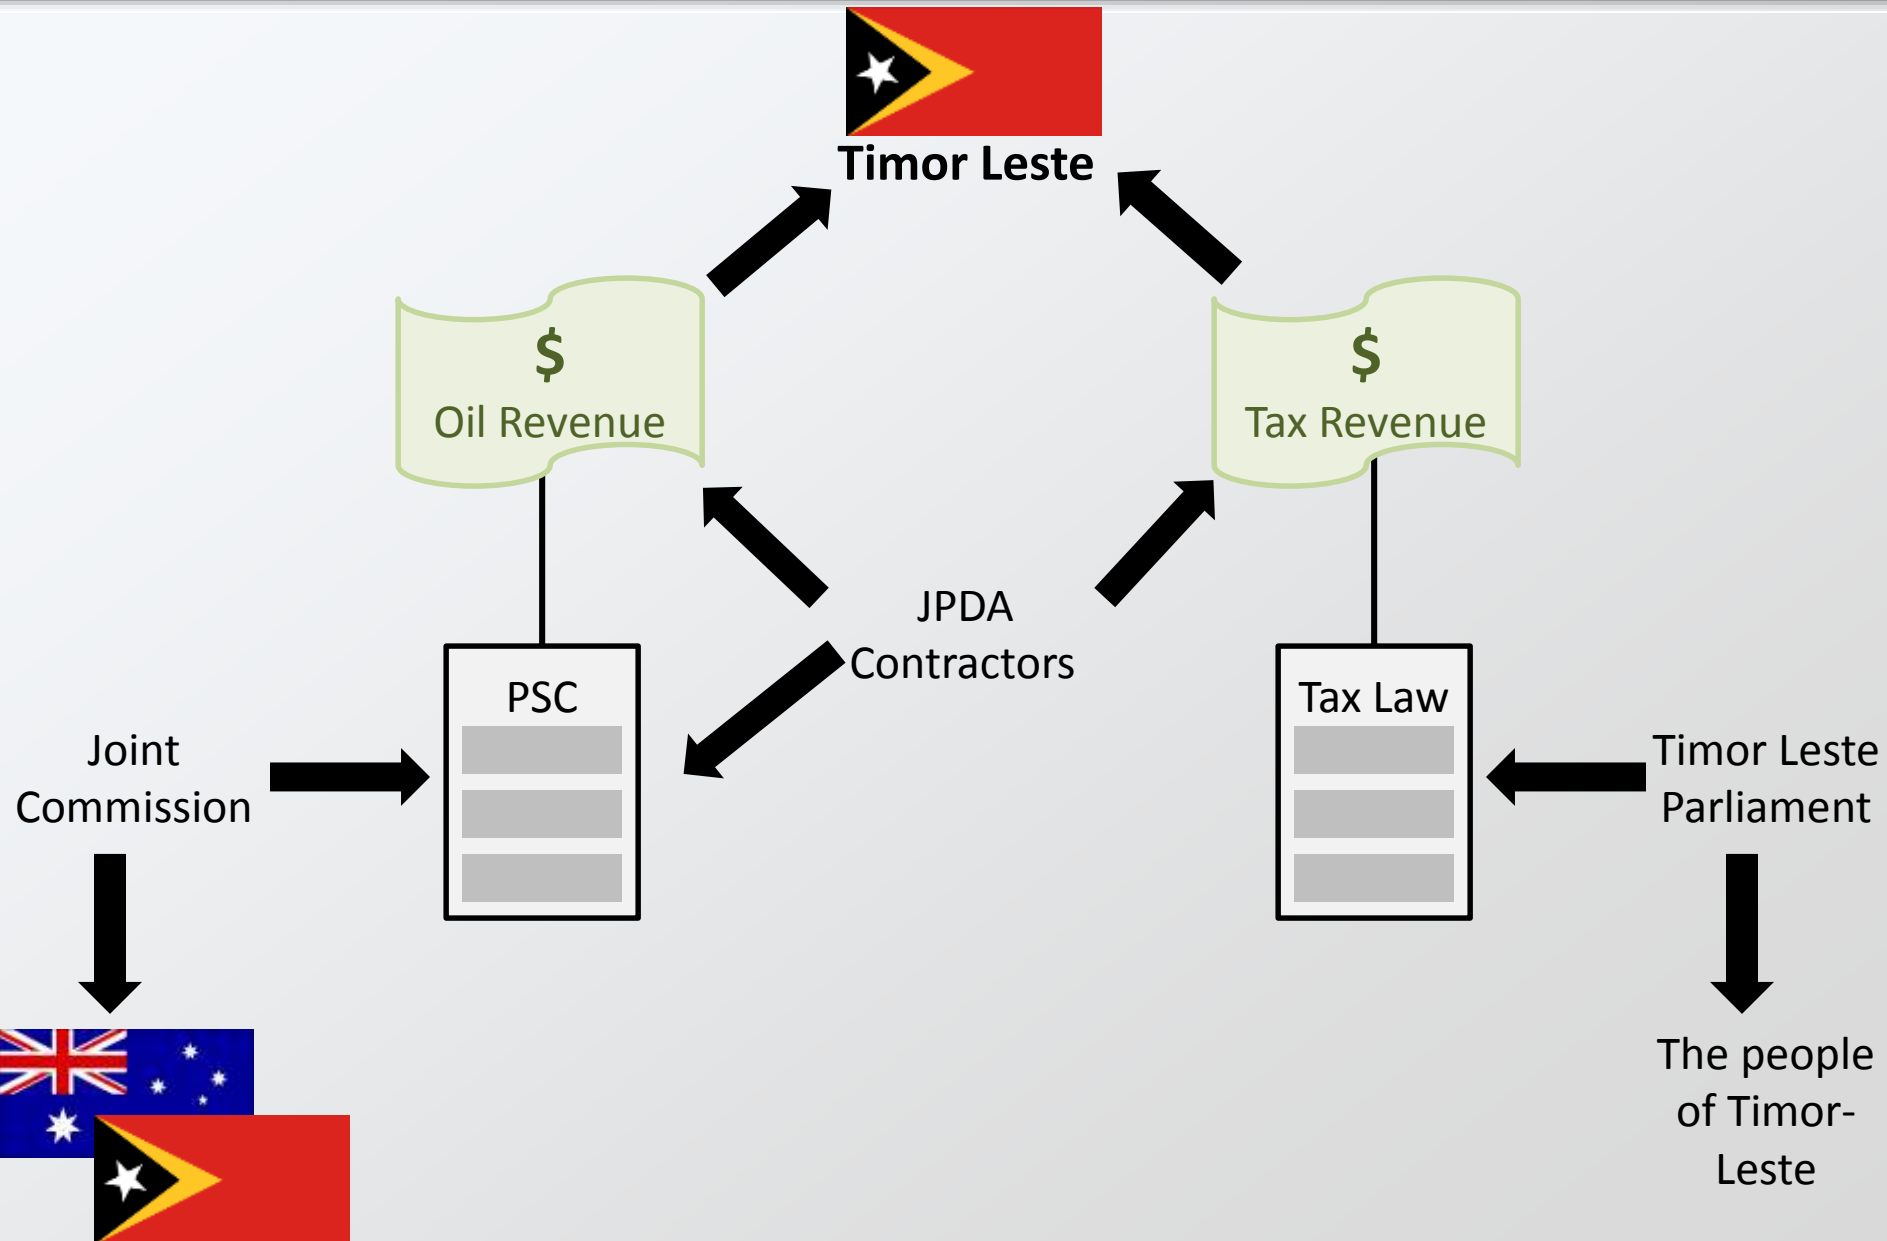 Timor Leste
$
Oil Revenue
$
Tax Revenue
JPDA
Contractors
PSC
Tax Law
Joint
Commission
Timor Leste
Parliament
The people
of Timor-
Leste